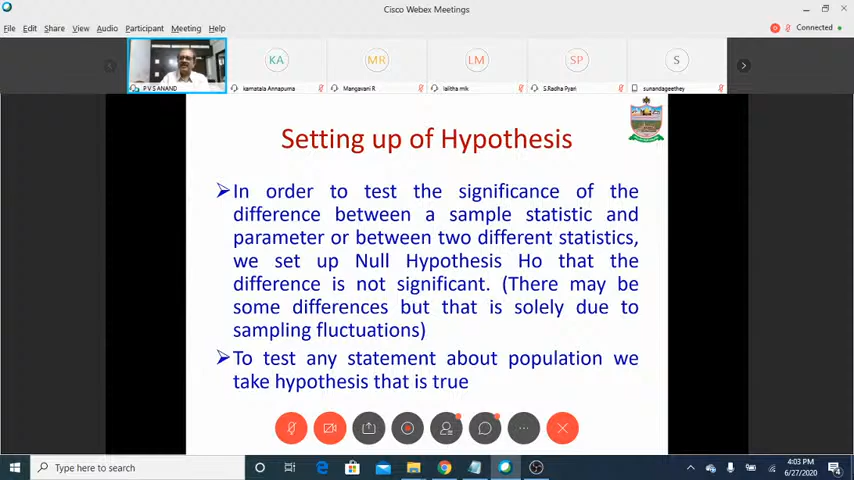 Cisco Webex Meetings
File Edit Share View Audio Participant Meeting Help
Connected
KA
MR
LM
SP
S
P V S ANAND
kamatala Annapurna
Mangavani R
lalitha mlk
S.Radha Pyari
sunandageethey
Setting up of Hypothesis
In order to test the significance of the
difference between a sample statistic and
parameter or between two different statistics,
we set up Null Hypothesis Ho that the
difference is not significant. (There may be
some differences but that is solely due to
sampling fluctuations)
To test any statement about population we
take hypothesis that is true
Type here to search
4:03 PM
6/27/2020
4